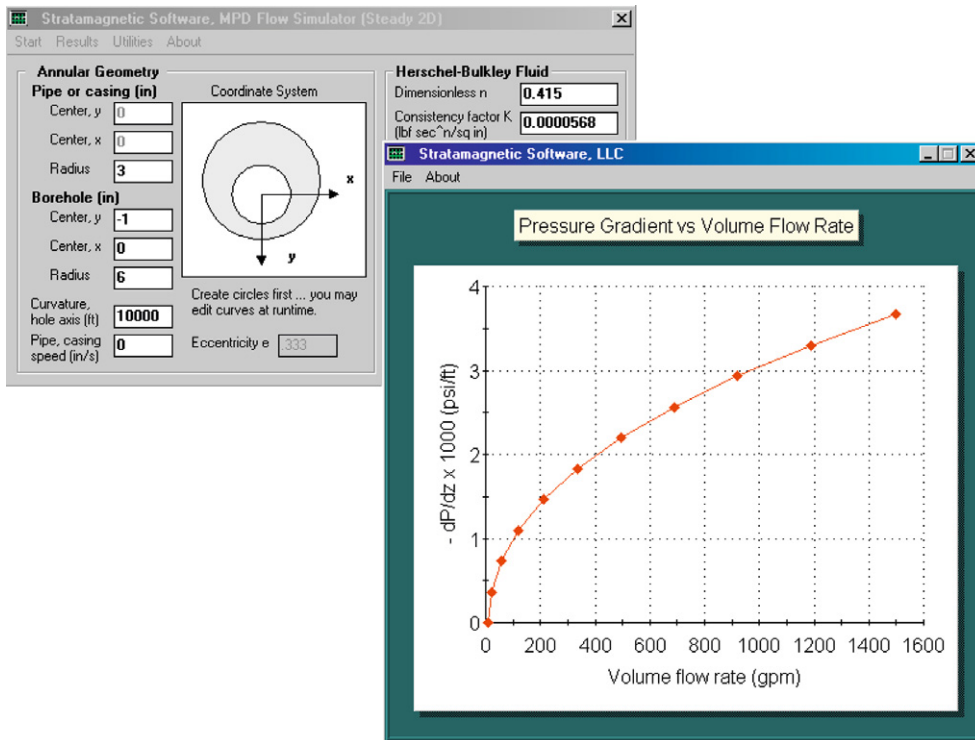 Stratamagnetic Software, MPD Flow Simulator (Steady 2D)
Start Results Utilities About
Annular Geometry
Pipe or casing (in)
Center, y 0
Center, x 0
Radius 3
Borehole (in)
Center, y -1
Center, x 0
Radius 6
Curvature,
hole axis (ft) 10000
Pipe, casing
speed (in/s) 0
Coordinate System
x
y
Create circles first ... you may
edit curves at runtime.
Eccentricity e .333
Herschel-Bulkley Fluid
Dimensionless n 0.415
Consistency factor K
(lbf sec^n/sq in) 0.0000568
Stratamagnetic Software, LLC
File About
Pressure Gradient vs Volume Flow Rate
- dP/dz x 1000 (psi/ft)
4
3
2
1
0
0 200 400 600 800 1000 1200 1400 1600
Volume flow rate (gpm)